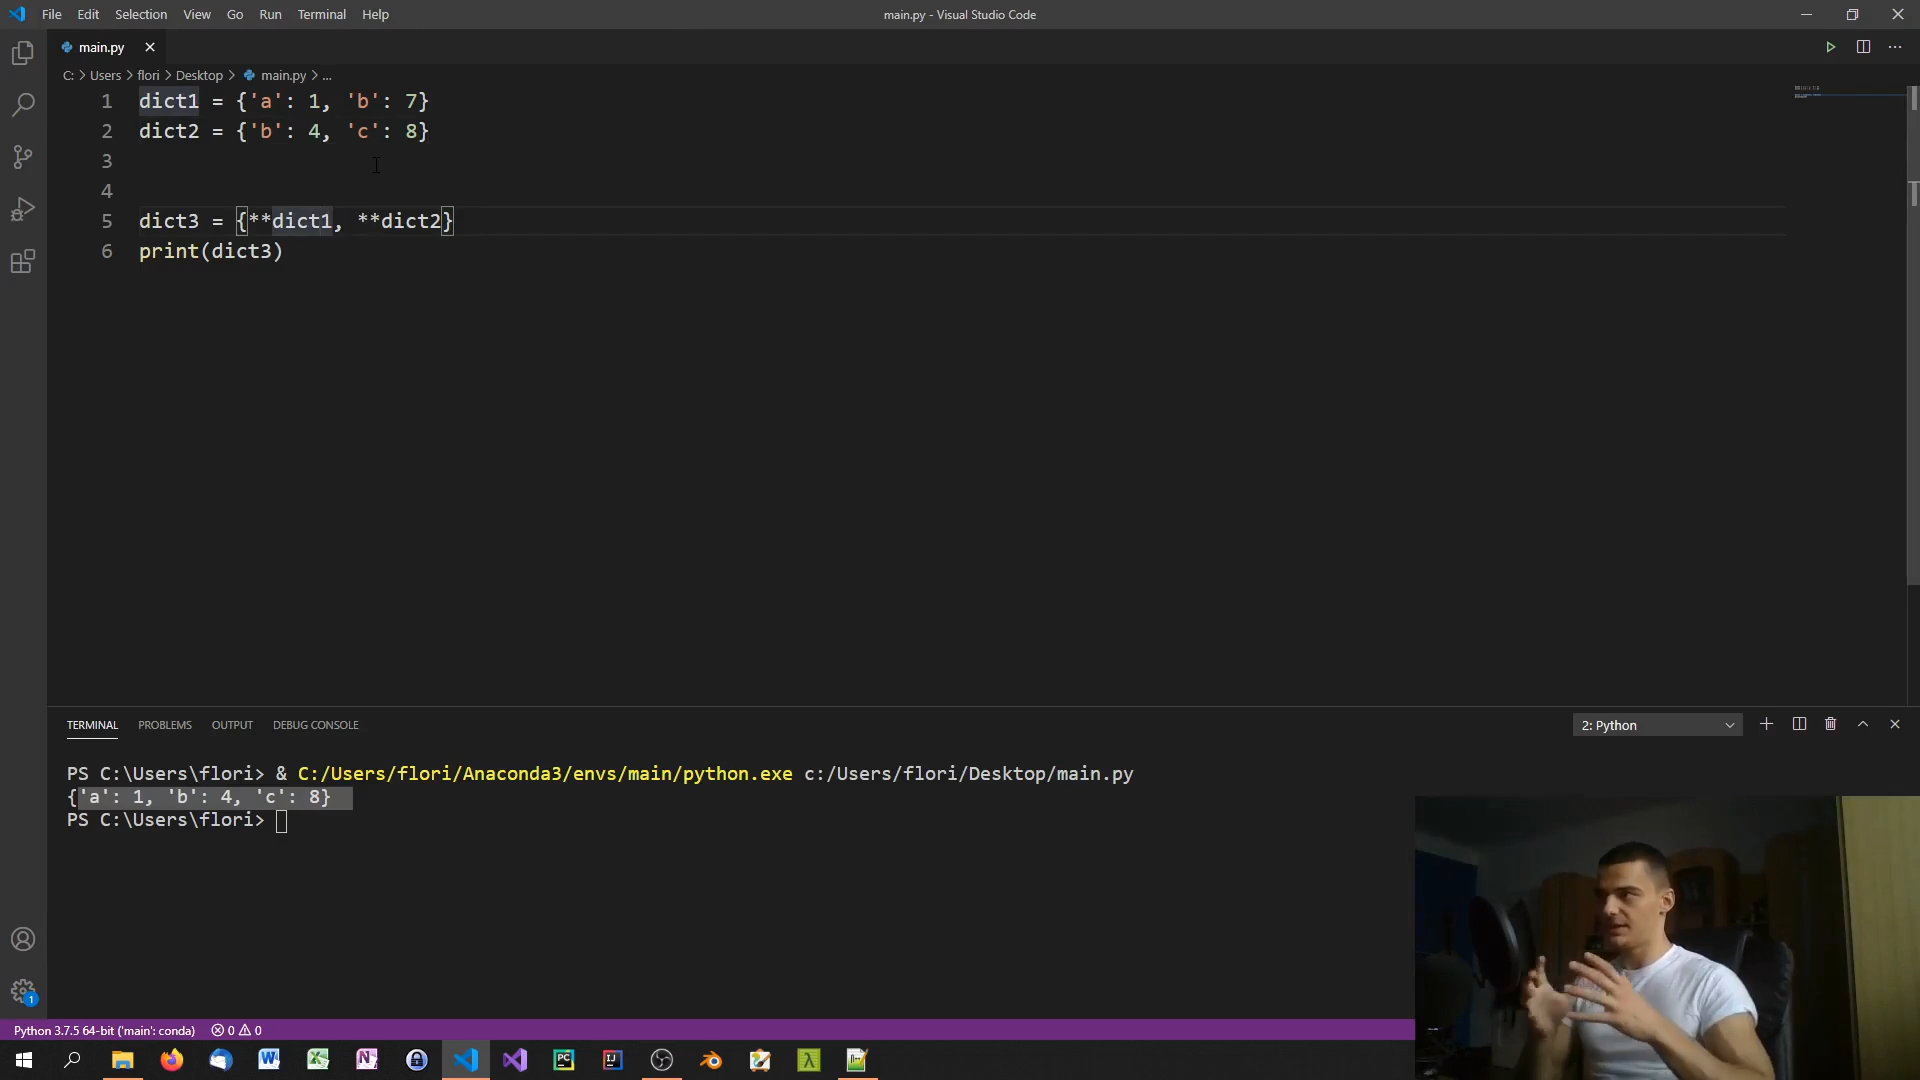 File Edit Selection View Go Run Terminal Help
main.py - Visual Studio Code
main.py
C: > Users > flori > Desktop > main.py > ...
1 dict1 = {'a': 1, 'b': 7}
2 dict2 = {'b': 4, 'c': 8}
3
4
5 dict3 = {**dict1, **dict2}
6 print(dict3)
TERMINAL PROBLEMS OUTPUT DEBUG CONSOLE
2: Python
PS C:\Users\flori> & C:/Users/flori/Anaconda3/envs/main/python.exe c:/Users/flori/Desktop/main.py
{'a': 1, 'b': 4, 'c': 8}
PS C:\Users\flori>
1
Python 3.7.5 64-bit ('main': conda) 0 0
W X N PC IJ λ